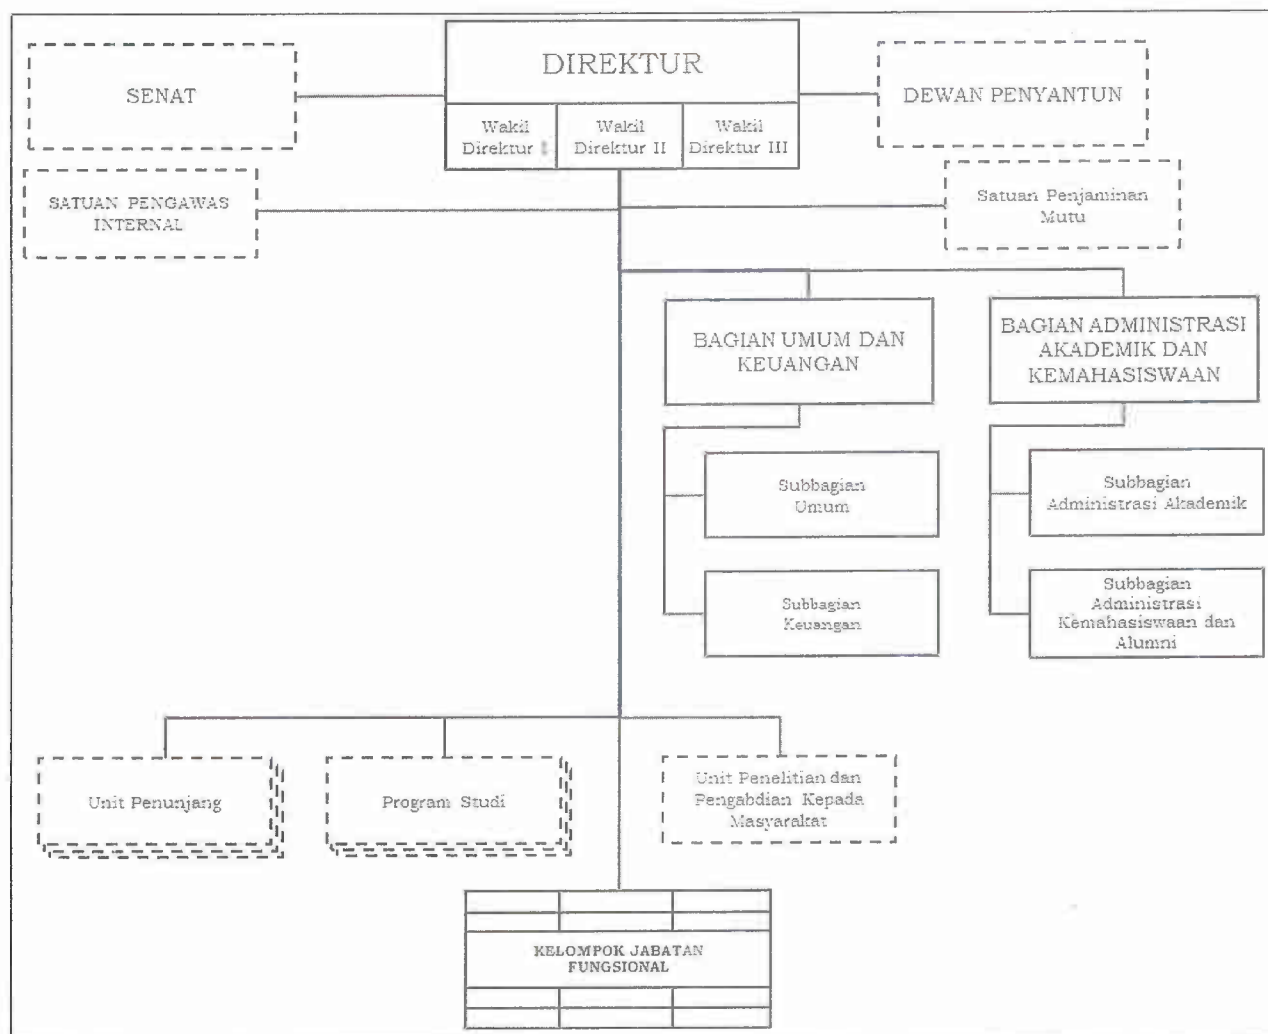 DIREKTUR
SENAT
DEWAN PENYANTUN
Wakil
Direktur I
Wakil
Direktur II
Wakil
Direktur III
SATUAN PENGAWAS
INTERNAL
Satuan Penjaminan
Mutu
BAGIAN UMUM DAN
KEUANGAN
BAGIAN ADMINISTRASI
AKADEMIK DAN
KEMAHASISWAAN
Subbagian
Umum
Subbagian
Administrasi Akademik
Subbagian
Keuangan
Subbagian
Administrasi
Kemahasiswaan dan
Alumni
Unit Penunjang
Program Studi
Unit Penelitian dan
Pengabdian Kepada
Masyarakat
KELOMPOK JABATAN
FUNGSIONAL